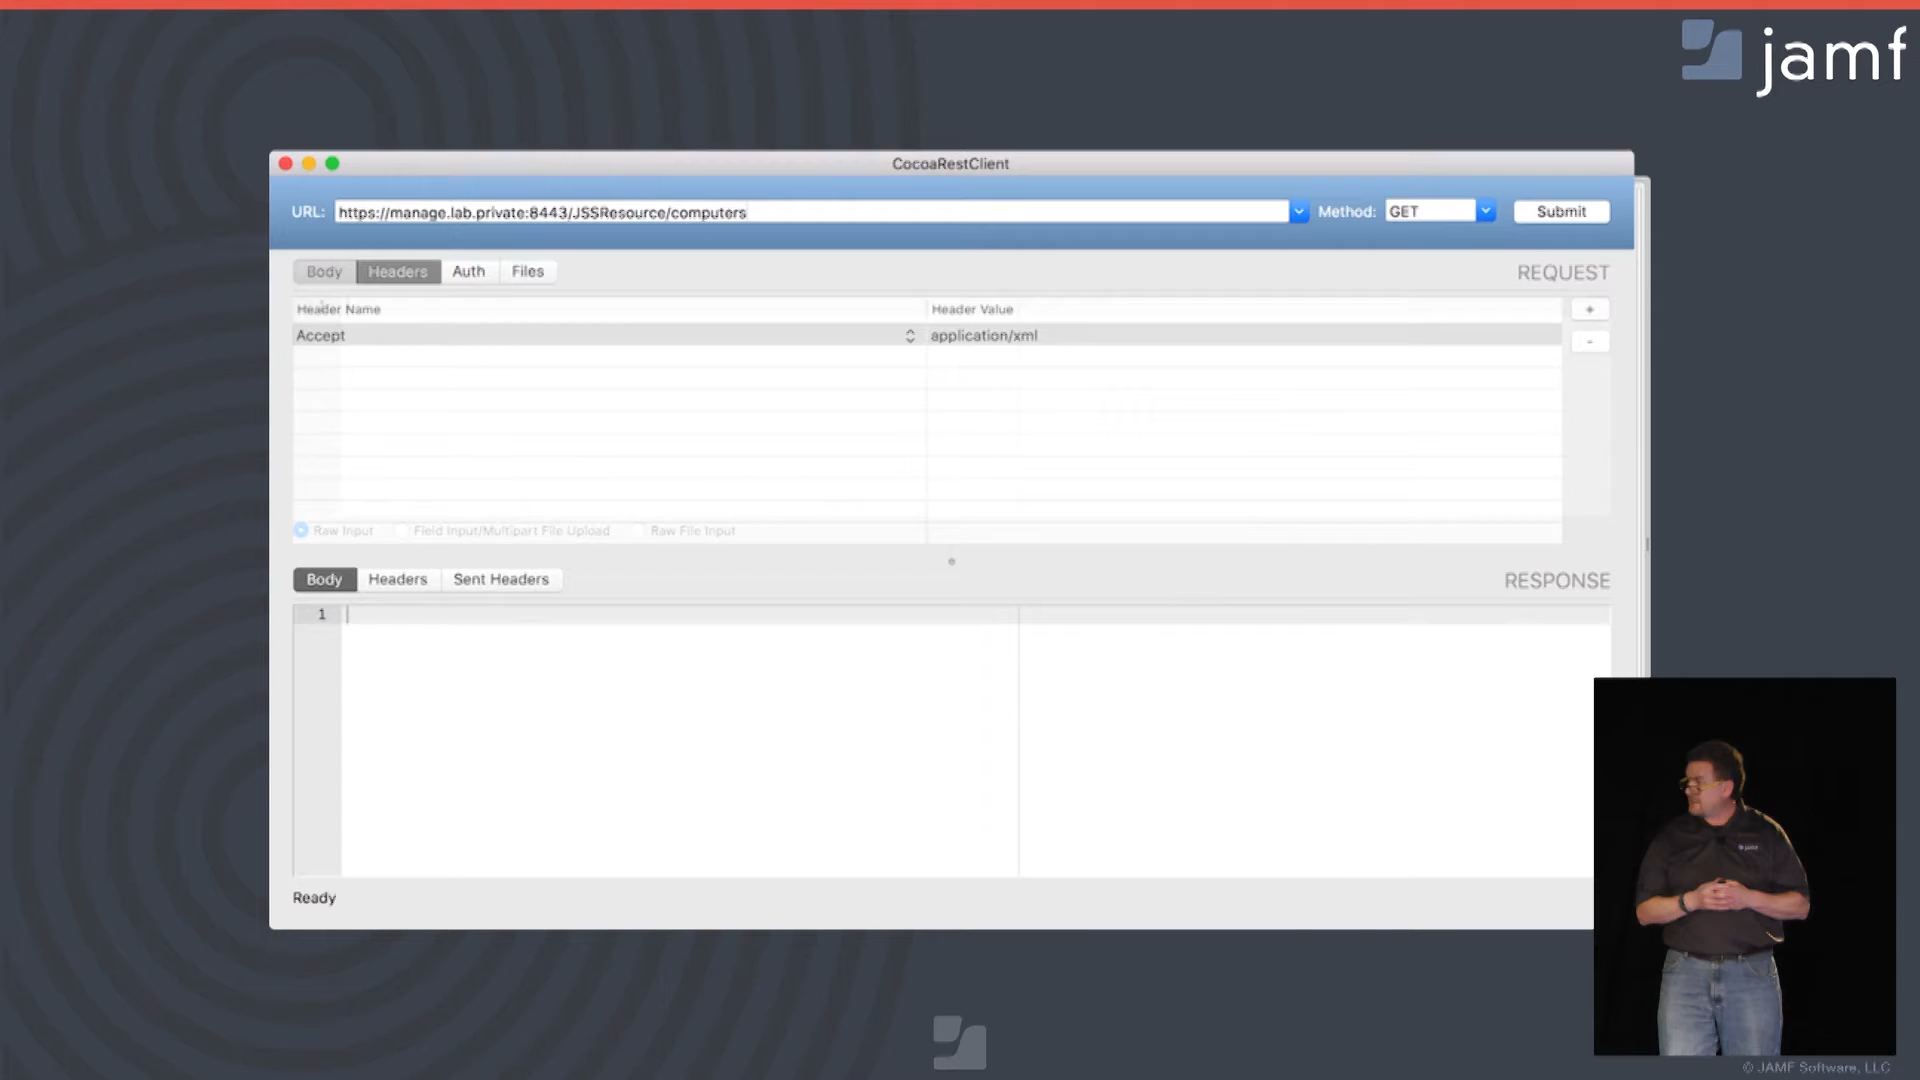 jamf
CocoaRestClient
URL: https://manage.lab.private:8443/JSSResource/computers Method: GET Submit
Body Headers Auth Files REQUEST
Header Name Header Value +
Accept application/xml -
Raw Input Field Input/Multipart File Upload Raw File Input
Body Headers Sent Headers RESPONSE
1
Ready
jamf
© JAMF Software, LLC